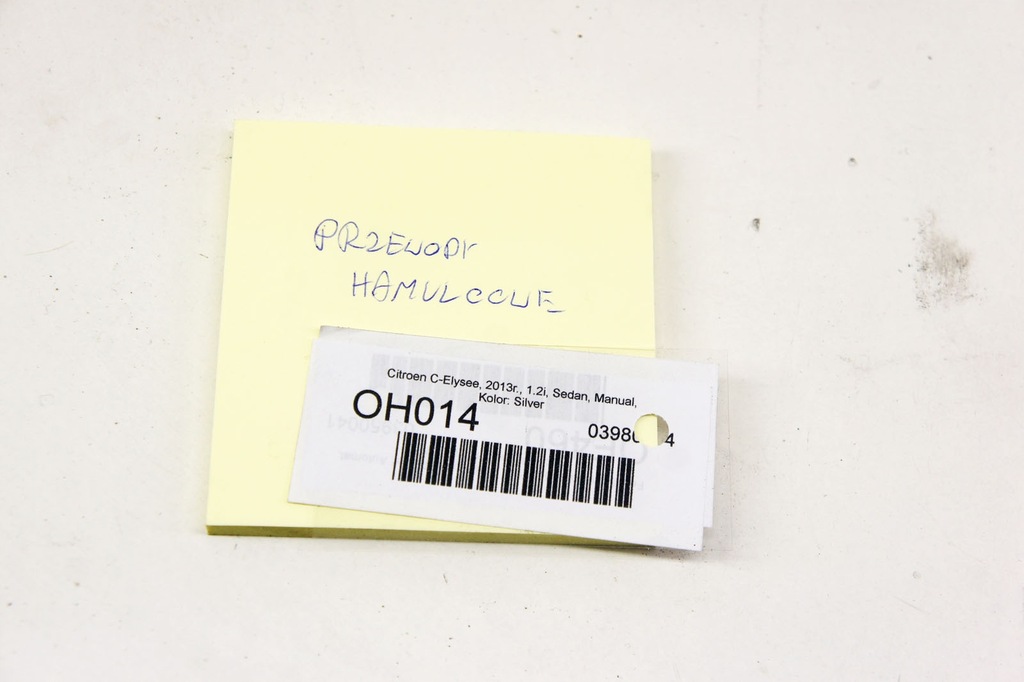 PRZEWODY
HAMULCOWE
Citroen C-Elysee, 2013r., 1.2i, Sedan, Manual,
Kolor: Silver
OH014